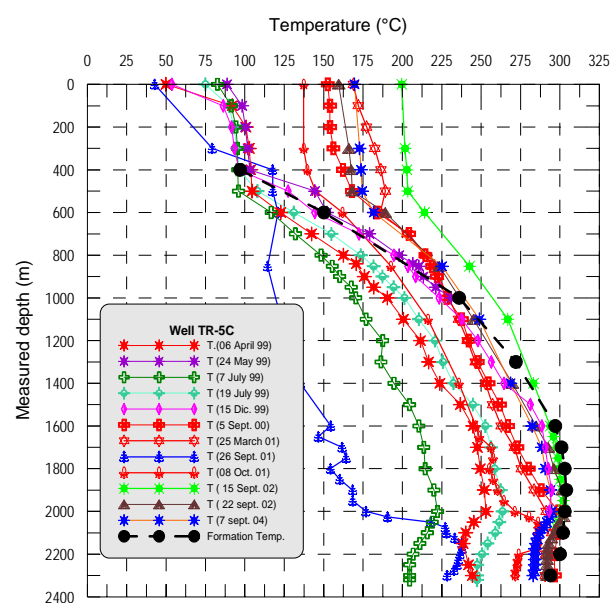 Temperature (°C)
0 25 50 75 100 125 150 175 200 225 250 275 300 325
Measured depth (m)
0
200
400
600
800
1000
1200
1400
1600
1800
2000
2200
2400
Well TR-5C
T.(06 April 99)
T (24 May 99)
T (7 July 99)
T (19 July 99)
T (15 Dic. 99)
T (5 Sept. 00)
T (25 March 01)
T (26 Sept. 01)
T (08 Oct. 01)
T ( 15 Sept. 02)
T ( 22 sept. 02)
T (7 sept. 04)
Formation Temp.